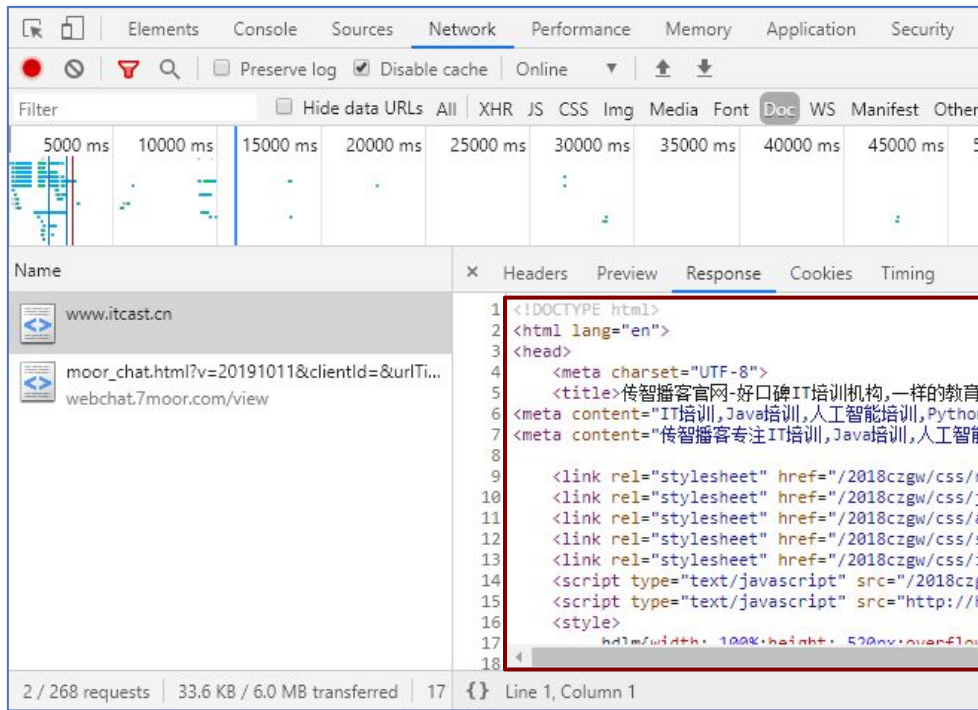 Elements Console Sources Network Performance Memory Application Security
Preserve log Disable cache Online
Filter Hide data URLs All XHR JS CSS Img Media Font Doc WS Manifest Other
5000 ms 10000 ms 15000 ms 20000 ms 25000 ms 30000 ms 35000 ms 40000 ms 45000 ms 5
Name
www.itcast.cn
moor_chat.html?v=20191011&clientId=&urlTi...
webchat.7moor.com/view
× Headers Preview Response Cookies Timing
1 <!DOCTYPE html>
2 <html lang="en">
3 <head>
4 <meta charset="UTF-8">
5 <title>传智播客官网-好口碑IT培训机构,一样的教育
6 <meta content="IT培训,Java培训,人工智能培训,Python
7 <meta content="传智播客专注IT培训,Java培训,人工智能
8
9 <link rel="stylesheet" href="/2018czgw/css/
10 <link rel="stylesheet" href="/2018czgw/css/j
11 <link rel="stylesheet" href="/2018czgw/css/a
12 <link rel="stylesheet" href="/2018czgw/css/s
13 <link rel="stylesheet" href="/2018czgw/css/
14 <script type="text/javascript" src="/2018czg
15 <script type="text/javascript" src="http://
16 <style>
17 hdlm{width: 100%;height: 520px;overflow
18
2 / 268 requests 33.6 KB / 6.0 MB transferred 17 {} Line 1, Column 1